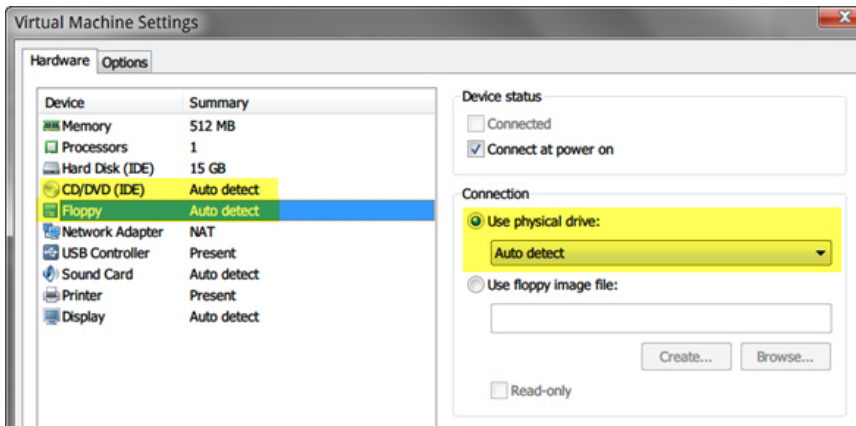 Virtual Machine Settings
Hardware Options
Device Summary
Memory 512 MB
Processors 1
Hard Disk (IDE) 15 GB
CD/DVD (IDE) Auto detect
Floppy Auto detect
Network Adapter NAT
USB Controller Present
Sound Card Auto detect
Printer Present
Display Auto detect
Device status
Connected
Connect at power on
Connection
Use physical drive:
Auto detect
Use floppy image file:
Create... Browse...
Read-only